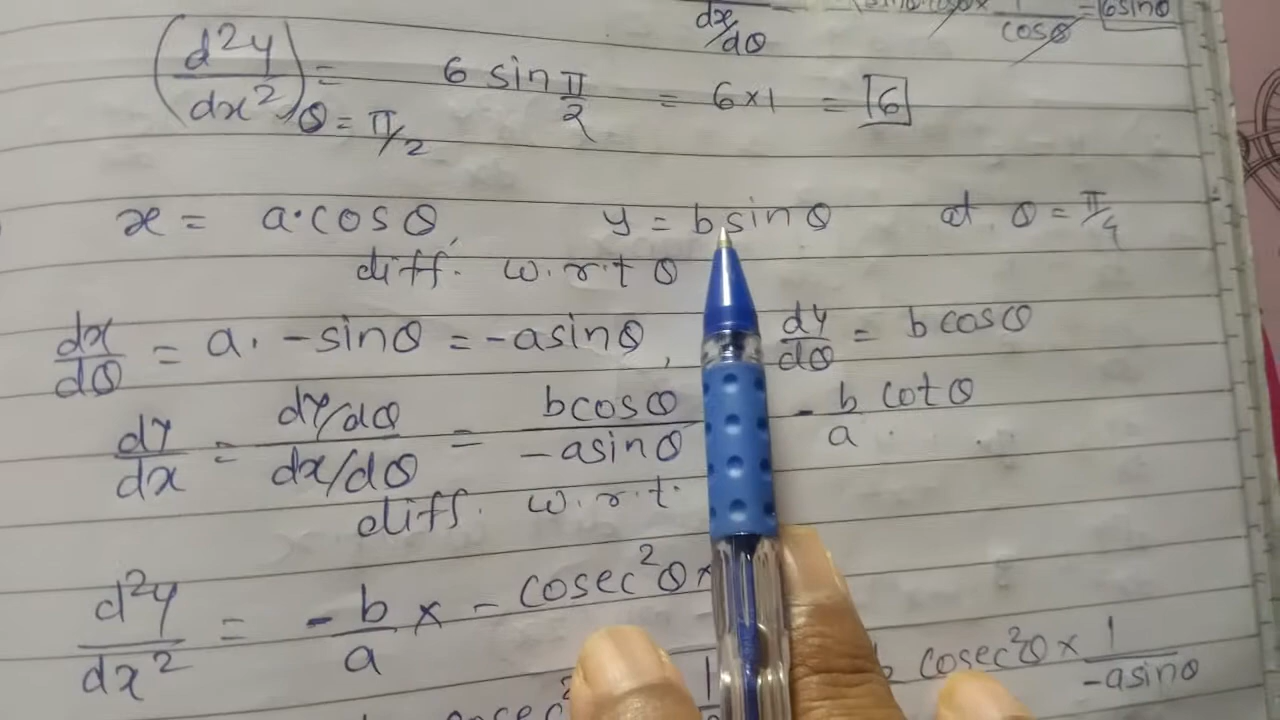 dx/dθ cosθ = 6sinθ
(d²y/dx²)θ=π/2 = 6 sin π/2 = 6×1 = 6
x = a·cosθ, y = bsinθ at θ = π/4
diff. w.r.t θ
dx/dθ = a. -sinθ = -asinθ, dy/dθ = bcosθ
dy/dx = dy/dθ / dx/dθ = bcosθ / -asinθ - b/a cotθ
diff. w.r.t.
d²y/dx² = - b/a × - cosec²θ ×
cosec²θ × 1/-asinθ